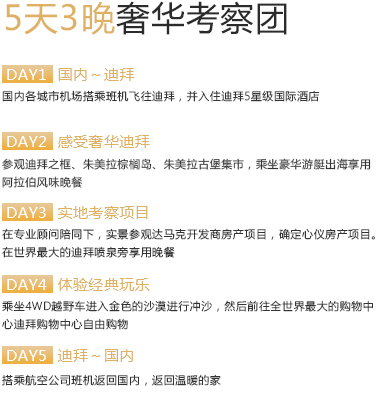 5天3晚奢华考察团
DAY1 国内～迪拜
国内各城市机场搭乘班机飞往迪拜，并入住迪拜5星级国际酒店
DAY2 感受奢华迪拜
参观迪拜之框、朱美拉棕榈岛、朱美拉古堡集市，乘坐豪华游艇出海享用
阿拉伯风味晚餐
DAY3 实地考察项目
在专业顾问陪同下，实景参观达马克开发商房产项目，确定心仪房产项目。
在世界最大的迪拜喷泉旁享用晚餐
DAY4 体验经典玩乐
乘坐4WD越野车进入金色的沙漠进行冲沙，然后前往全世界最大的购物中
心迪拜购物中心自由购物
DAY5 迪拜～国内
搭乘航空公司班机返回国内，返回温暖的家